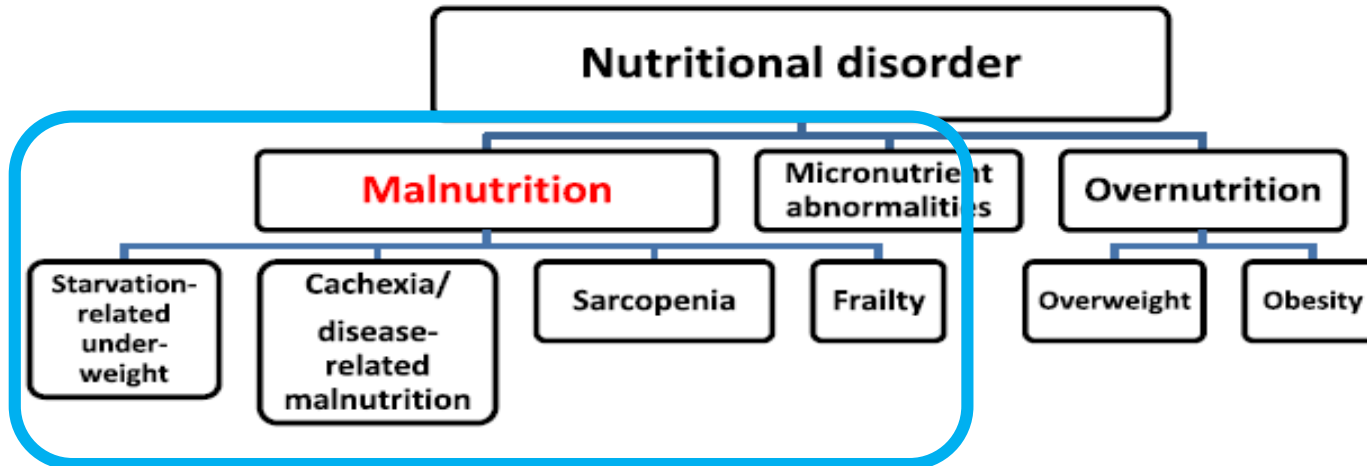 Nutritional disorder
Malnutrition
Micronutrient
abnormalities
Overnutrition
Starvation-
related
under-
weight
Cachexia/
disease-
related
malnutrition
Sarcopenia
Frailty
Overweight
Obesity